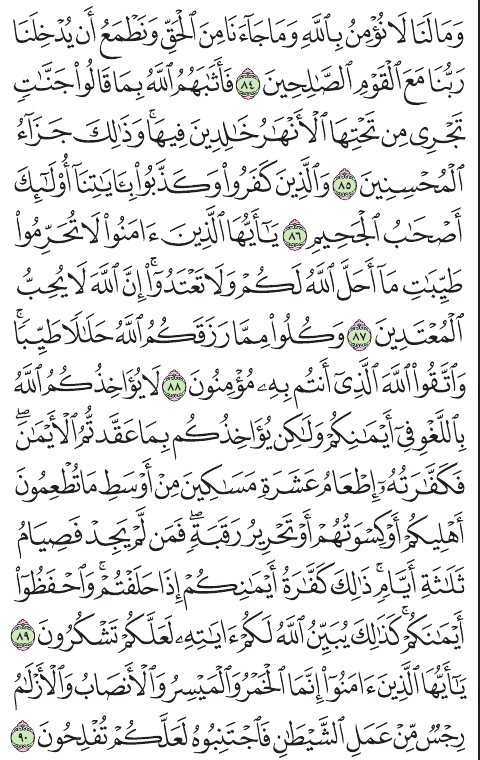 وَمَا لَنَا لَا نُؤْمِنُ بِٱللَّهِ وَمَا جَآءَنَا مِنَ ٱلْحَقِّ وَنَطْمَعُ أَن يُدْخِلَنَا
رَبُّنَا مَعَ ٱلْقَوْمِ ٱلصَّـٰلِحِينَ ٨٤ فَأَثَـٰبَهُمُ ٱللَّهُ بِمَا قَالُوا۟ جَنَّـٰتٍ
تَجْرِى مِن تَحْتِهَا ٱلْأَنْهَـٰرُ خَـٰلِدِينَ فِيهَا ۚ وَذَٰلِكَ جَزَآءُ
ٱلْمُحْسِنِينَ ٨٥ وَٱلَّذِينَ كَفَرُوا۟ وَكَذَّبُوا۟ بِـَٔايَـٰتِنَآ أُو۟لَـٰٓئِكَ
أَصْحَـٰبُ ٱلْجَحِيمِ ٨٦ يَـٰٓأَيُّهَا ٱلَّذِينَ ءَامَنُوا۟ لَا تُحَرِّمُوا۟
طَيِّبَـٰتِ مَآ أَحَلَّ ٱللَّهُ لَكُمْ وَلَا تَعْتَدُوٓا۟ ۚ إِنَّ ٱللَّهَ لَا يُحِبُّ
ٱلْمُعْتَدِينَ ٨٧ وَكُلُوا۟ مِمَّا رَزَقَكُمُ ٱللَّهُ حَلَـٰلًا طَيِّبًا ۚ
وَٱتَّقُوا۟ ٱللَّهَ ٱلَّذِىٓ أَنتُم بِهِۦ مُؤْمِنُونَ ٨٨ لَا يُؤَاخِذُكُمُ ٱللَّهُ
بِٱللَّغْوِ فِىٓ أَيْمَـٰنِكُمْ وَلَـٰكِن يُؤَاخِذُكُم بِمَا عَقَّدتُّمُ ٱلْأَيْمَـٰنَ ۖ
فَكَفَّـٰرَتُهُۥٓ إِطْعَامُ عَشَرَةِ مَسَـٰكِينَ مِنْ أَوْسَطِ مَا تُطْعِمُونَ
أَهْلِيكُمْ أَوْ كِسْوَتُهُمْ أَوْ تَحْرِيرُ رَقَبَةٍ ۖ فَمَن لَّمْ يَجِدْ فَصِيَامُ
ثَلَـٰثَةِ أَيَّامٍ ۚ ذَٰلِكَ كَفَّـٰرَةُ أَيْمَـٰنِكُمْ إِذَا حَلَفْتُمْ ۚ وَٱحْفَظُوٓا۟
أَيْمَـٰنَكُمْ ۚ كَذَٰلِكَ يُبَيِّنُ ٱللَّهُ لَكُمْ ءَايَـٰتِهِۦ لَعَلَّكُمْ تَشْكُرُونَ ٨٩
يَـٰٓأَيُّهَا ٱلَّذِينَ ءَامَنُوٓا۟ إِنَّمَا ٱلْخَمْرُ وَٱلْمَيْسِرُ وَٱلْأَنصَابُ وَٱلْأَزْلَـٰمُ
رِجْسٌ مِّنْ عَمَلِ ٱلشَّيْطَـٰنِ فَٱجْتَنِبُوهُ لَعَلَّكُمْ تُفْلِحُونَ ٩٠